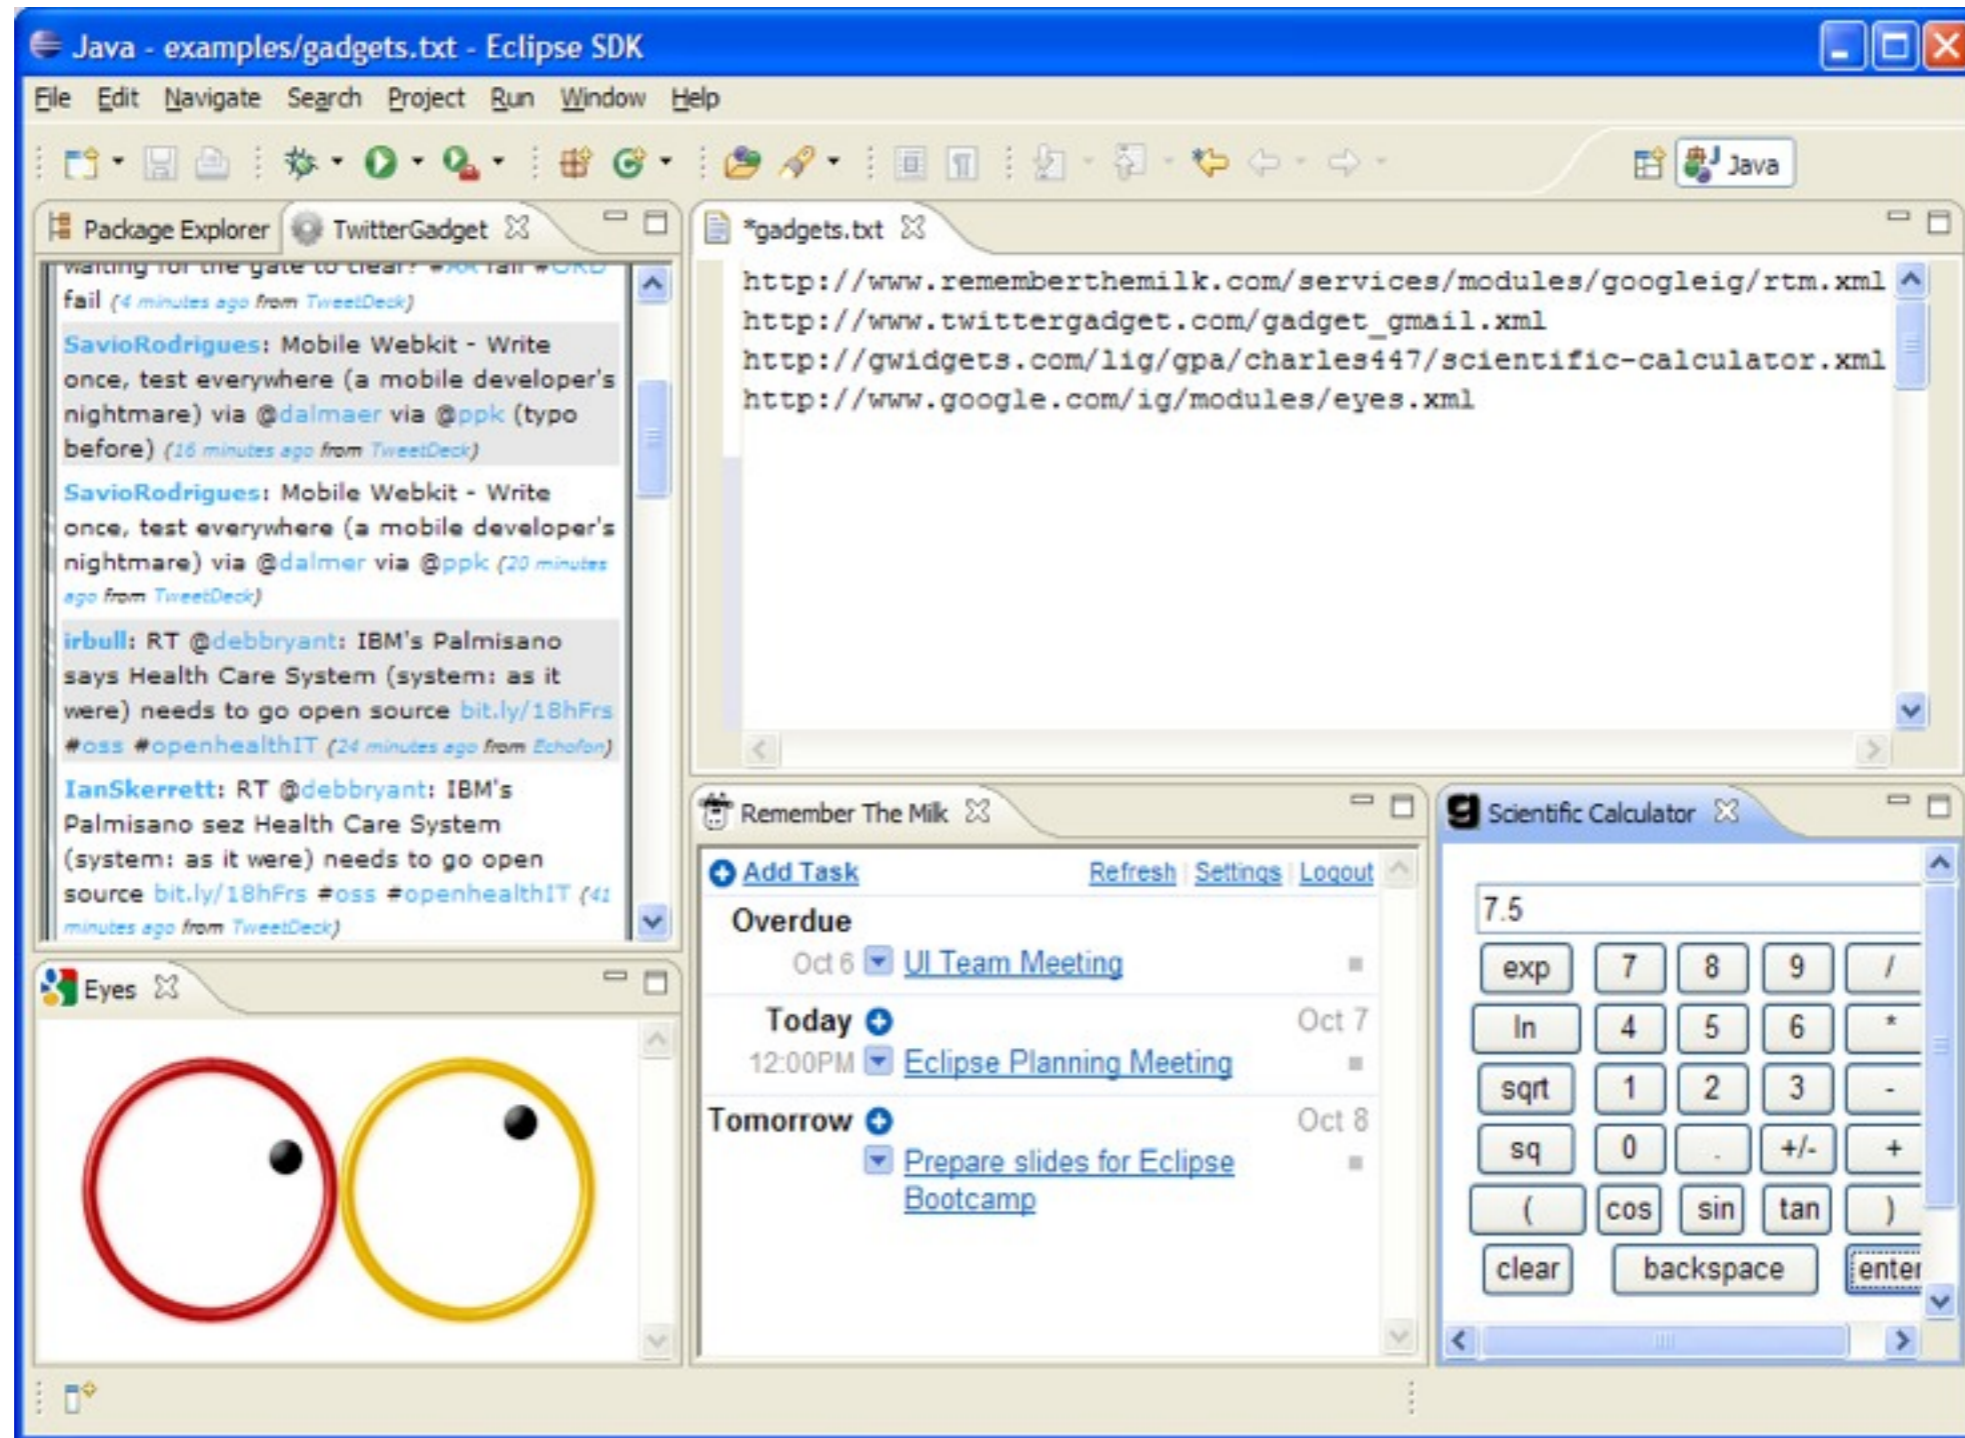 Java - examples/gadgets.txt - Eclipse SDK
File Edit Navigate Search Project Run Window Help
Java
Package Explorer TwitterGadget
waiting for the gate to clear? #AA fail #ORD
fail (4 minutes ago from TweetDeck)
SavioRodrigues: Mobile Webkit - Write
once, test everywhere (a mobile developer's
nightmare) via @dalmaer via @ppk (typo
before) (16 minutes ago from TweetDeck)
SavioRodrigues: Mobile Webkit - Write
once, test everywhere (a mobile developer's
nightmare) via @dalmer via @ppk (20 minutes
ago from TweetDeck)
irbull: RT @debbryant: IBM's Palmisano
says Health Care System (system: as it
were) needs to go open source bit.ly/18hFrs
#oss #openhealthIT (24 minutes ago from Echofon)
IanSkerrett: RT @debbryant: IBM's
Palmisano sez Health Care System
(system: as it were) needs to go open
source bit.ly/18hFrs #oss #openhealthIT (41
minutes ago from TweetDeck)
Eyes
*gadgets.txt
http://www.rememberthemilk.com/services/modules/googleig/rtm.xml
http://www.twittergadget.com/gadget_gmail.xml
http://gwidgets.com/lig/gpa/charles447/scientific-calculator.xml
http://www.google.com/ig/modules/eyes.xml
Remember The Milk
Add Task Refresh | Settings | Logout
Overdue
Oct 6 UI Team Meeting
Today Oct 7
12:00PM Eclipse Planning Meeting
Tomorrow Oct 8
Prepare slides for Eclipse
Bootcamp
g Scientific Calculator
7.5
exp 7 8 9 /
ln 4 5 6 *
sqrt 1 2 3 -
sq 0 . +/- +
( cos sin tan )
clear backspace enter